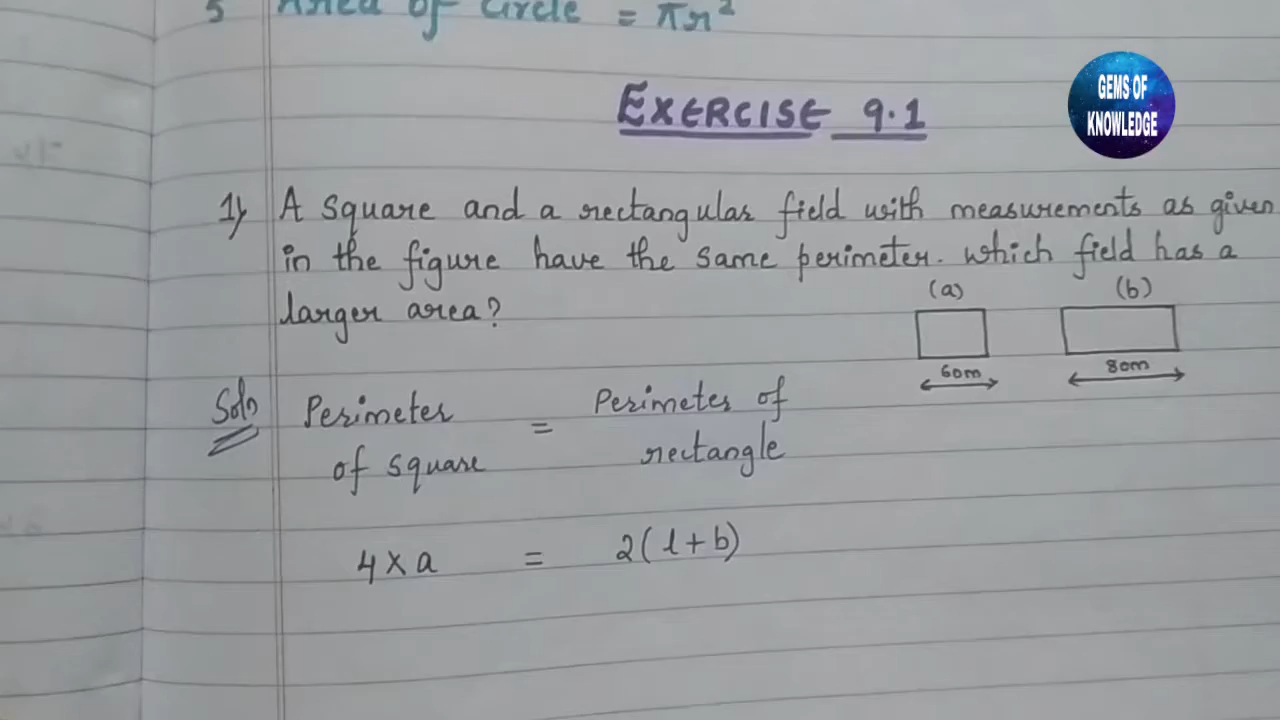 5 Area of Circle = πr²
GEMS OF
KNOWLEDGE
EXERCISE 9.1
1) A square and a rectangular field with measurements as given
in the figure have the same perimeter. which field has a
larger area?
(a) (b)
60m 80m
Soln Perimeter of square = Perimeter of rectangle
4 × a = 2(l + b)